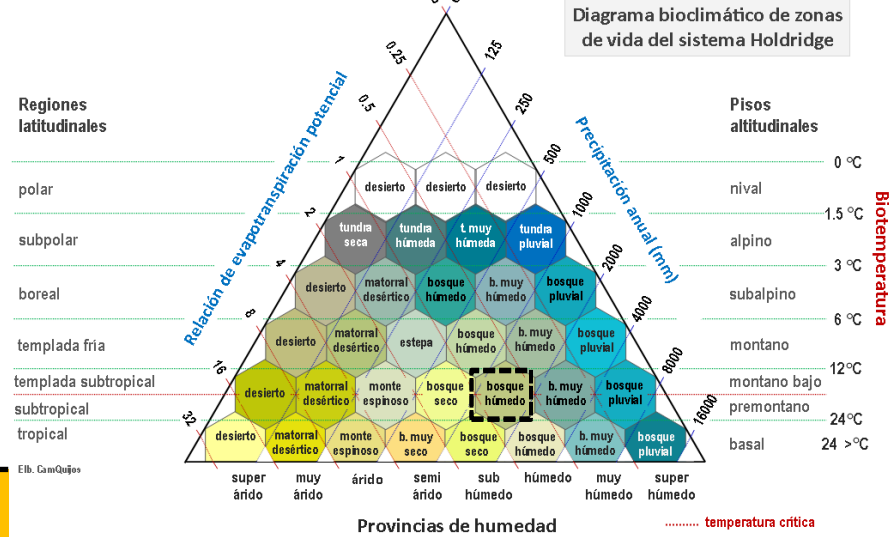 Diagrama bioclimático de zonas
de vida del sistema Holdridge
Regiones
latitudinales
Relación de evapotranspiración potencial
Precipitación anual (mm)
Pisos
altitudinales
Biotemperatura
0.25
0.5
1
2
4
8
16
32
125
250
500
1000
2000
4000
8000
16000
0 °C
1.5 °C
3 °C
6 °C
12°C
24°C
24 >°C
polar
desierto
desierto
desierto
nival
subpolar
tundra
seca
tundra
húmeda
t. muy
húmeda
tundra
pluvial
alpino
boreal
desierto
matorral
desértico
bosque
húmedo
b. muy
húmedo
bosque
pluvial
subalpino
templada fría
desierto
matorral
desértico
estepa
bosque
húmedo
b. muy
húmedo
bosque
pluvial
montano
templada subtropical
subtropical
desierto
matorral
desértico
monte
espinoso
bosque
seco
bosque
húmedo
b. muy
húmedo
bosque
pluvial
montano bajo
premontano
tropical
desierto
matorral
desértico
monte
espinoso
b. muy
seco
bosque
seco
bosque
húmedo
b. muy
húmedo
bosque
pluvial
basal
Elb. CamQuijos
super
árido
muy
árido
árido
semi
árido
sub
húmedo
húmedo
muy
húmedo
super
húmedo
Provincias de humedad
temperatura crítica